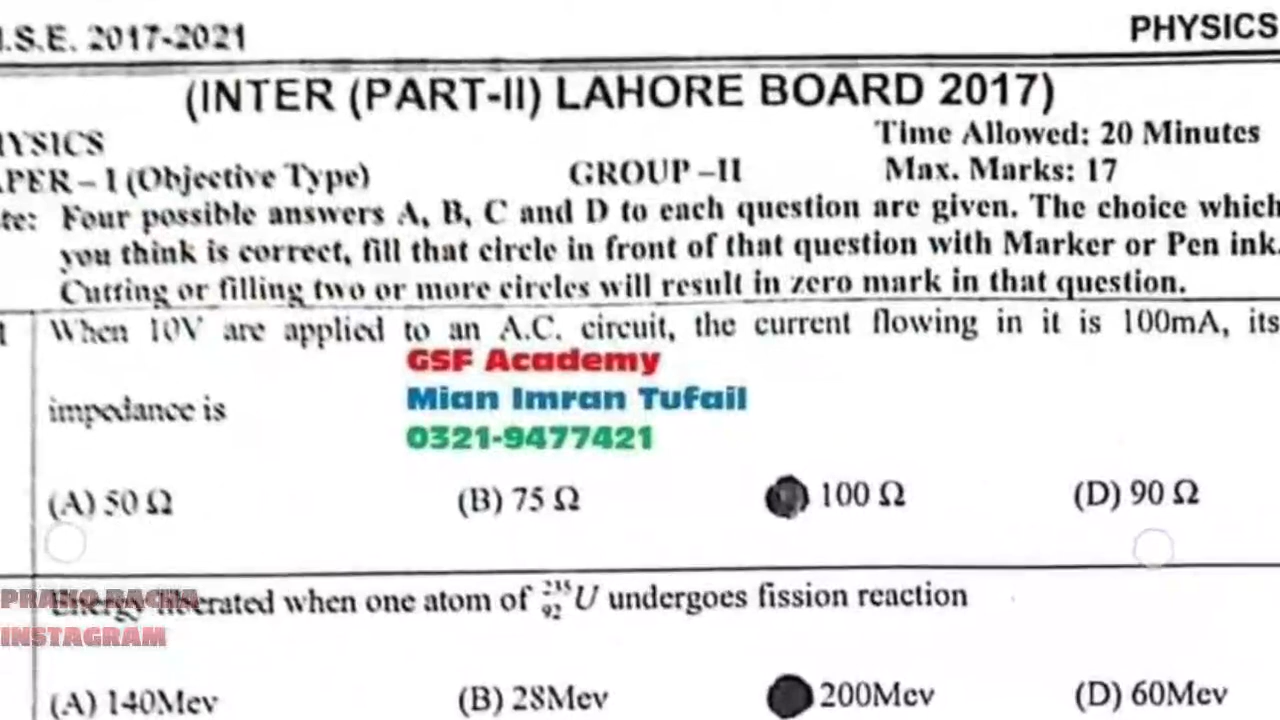 I.S.E. 2017-2021
PHYSICS
(INTER (PART-II) LAHORE BOARD 2017)
HYSICS
Time Allowed: 20 Minutes
APER – I (Objective Type)
GROUP –II
Max. Marks: 17
te: Four possible answers A, B, C and D to each question are given. The choice which
you think is correct, fill that circle in front of that question with Marker or Pen ink.
Cutting or filling two or more circles will result in zero mark in that question.
1 When 10V are applied to an A.C. circuit, the current flowing in it is 100mA, its
GSF Academy
Mian Imran Tufail
impedance is
0321-9477421
(A) 50 Ω (B) 75 Ω 100 Ω (D) 90 Ω
Energy liberated when one atom of ²³⁵₉₂U undergoes fission reaction
INSTAGRAM
(A) 140Mev (B) 28Mev 200Mev (D) 60Mev